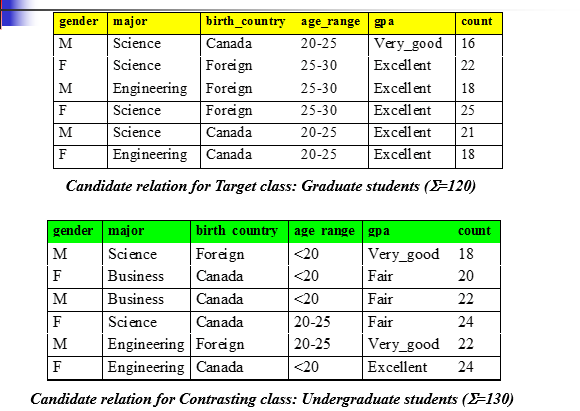 gender major birth_country age_range gpa count
M Science Canada 20-25 Very_good 16
F Science Foreign 25-30 Excellent 22
M Engineering Foreign 25-30 Excellent 18
F Science Foreign 25-30 Excellent 25
M Science Canada 20-25 Excellent 21
F Engineering Canada 20-25 Excellent 18
Candidate relation for Target class: Graduate students (Σ=120)
gender major birth country age range gpa count
M Science Foreign <20 Very_good 18
F Business Canada <20 Fair 20
M Business Canada <20 Fair 22
F Science Canada 20-25 Fair 24
M Engineering Foreign 20-25 Very_good 22
F Engineering Canada <20 Excellent 24
Candidate relation for Contrasting class: Undergraduate students (Σ=130)